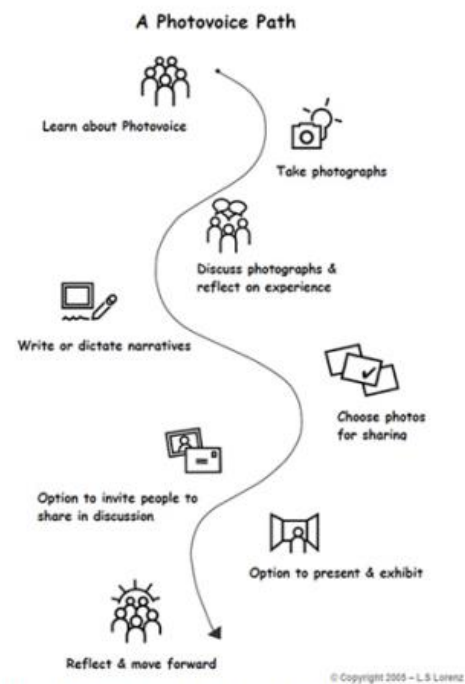 A Photovoice Path
Learn about Photovoice
Take photographs
Discuss photographs &
reflect on experience
Write or dictate narratives
Choose photos
for sharing
Option to invite people to
share in discussion
Option to present & exhibit
Reflect & move forward
© Copyright 2005 – L.S Lorenz